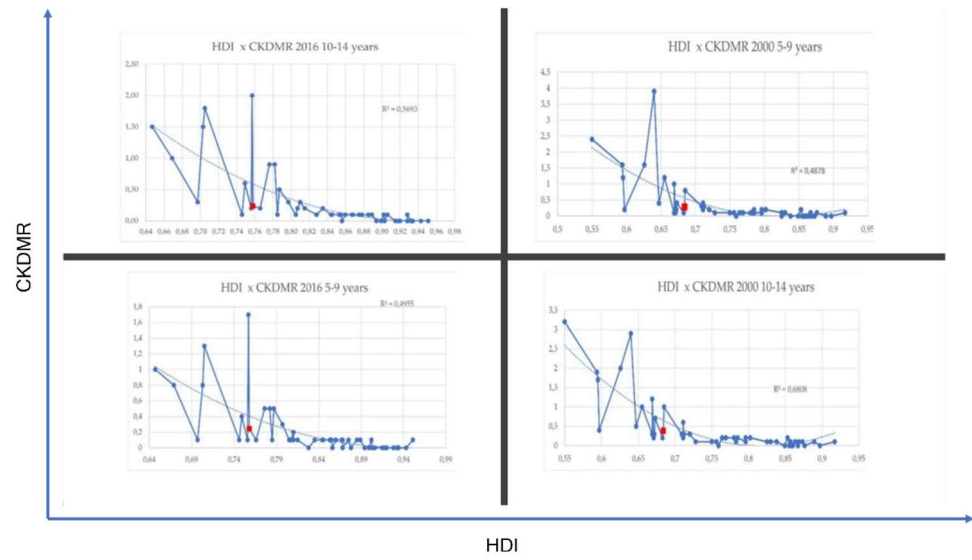 HDI x CKDMR 2016 10-14 years
2,50
2,00
1,50
1,00
0,50
0,00
R² = 0,5693
0,64 0,66 0,68 0,70 0,72 0,74 0,76 0,78 0,80 0,82 0,84 0,86 0,88 0,90 0,92 0,94 0,96 0,98
HDI x CKDMR 2000 5-9 years
4,5
4
3,5
3
2,5
2
1,5
1
0,5
0
R² = 0,4878
0,5 0,55 0,6 0,65 0,7 0,75 0,8 0,85 0,9 0,95
CKDMR
HDI x CKDMR 2016 5-9 years
R² = 0,4955
1,8
1,6
1,4
1,2
1
0,8
0,6
0,4
0,2
0
0,64 0,69 0,74 0,79 0,84 0,89 0,94 0,99
HDI x CKDMR 2000 10-14 years
3,5
3
2,5
2
1,5
1
0,5
0
R² = 0,6808
0,55 0,6 0,65 0,7 0,75 0,8 0,85 0,9 0,95
HDI